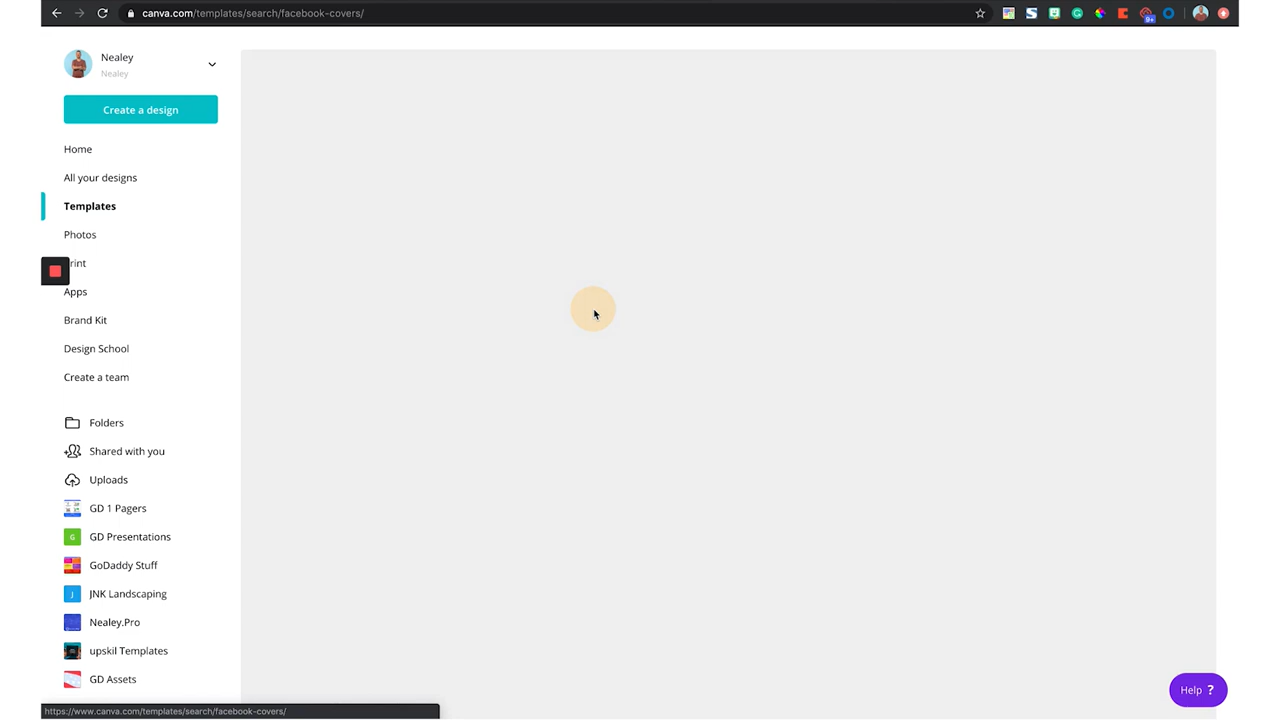 canva.com/templates/search/facebook-covers/
9+
Nealey
Nealey
Create a design
Home
All your designs
Templates
Photos
rint
Apps
Brand Kit
Design School
Create a team
Folders
Shared with you
Uploads
GD 1 Pagers
G
GD Presentations
GoDaddy Stuff
J
JNK Landscaping
Nealey.Pro
upskil Templates
GD Assets
Help ?
https://www.canva.com/templates/search/facebook-covers/